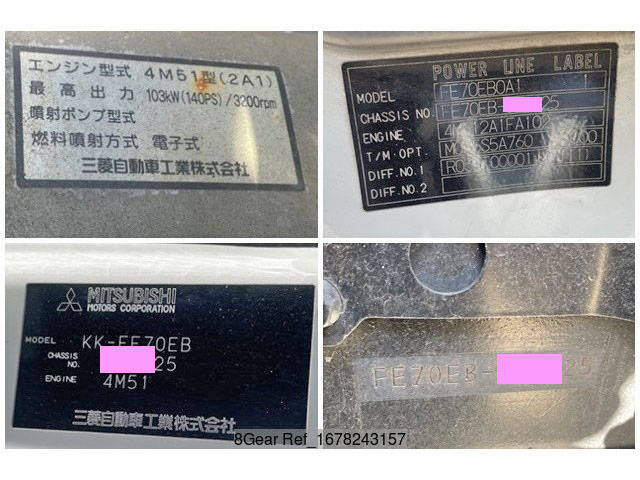 エンジン型式 4M51型(2A1)
最高出力 103kW(140PS)/3200rpm
噴射ポンプ型式
燃料噴射方式 電子式
三菱自動車工業株式会社
POWER LINE LABEL
MODEL FE70EB0A1 1
CHASSIS NO. FE70EB- 25
ENGINE
T/M.OPT.
DIFF.NO.1
DIFF.NO.2
MITSUBISHI
MOTORS CORPORATION
MODEL KK-FE70EB
CHASSIS NO. 25
ENGINE 4M51
三菱自動車工業株式会社
FE70EB- 25
8Gear Ref_1678243157